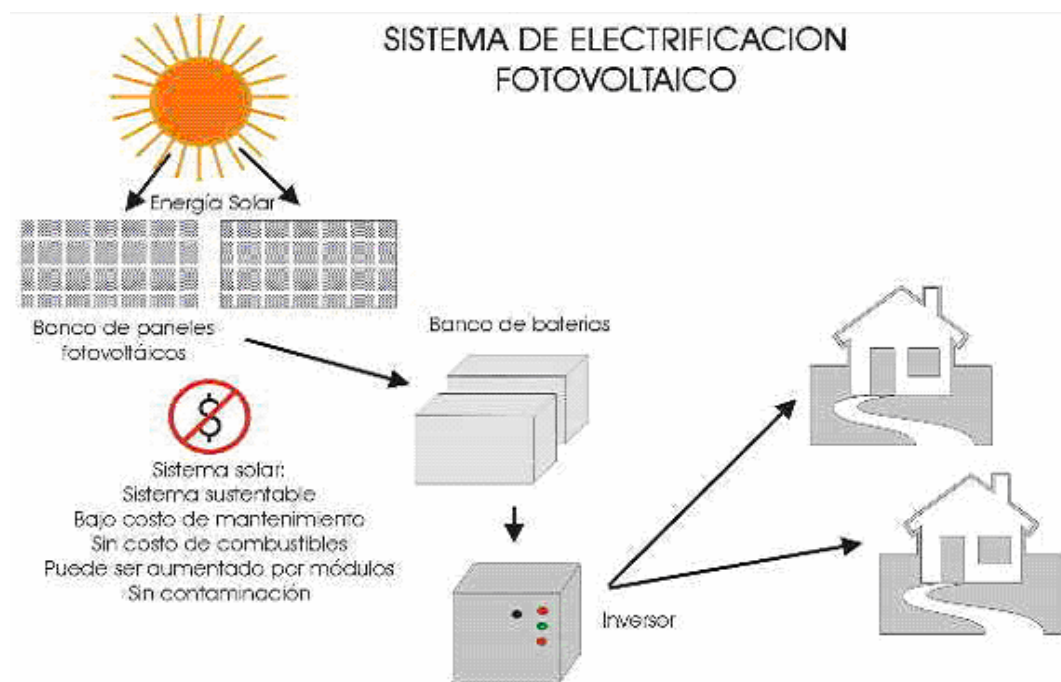 SISTEMA DE ELECTRIFICACION
FOTOVOLTAICO
Energía Solar
Banco de paneles
fotovoltáicos
Banco de baterias
$
Sistema solar:
Sistema sustentable
Bajo costo de mantenimiento
Sin costo de combustibles
Puede ser aumentado por módulos
Sin contaminación
Inversor